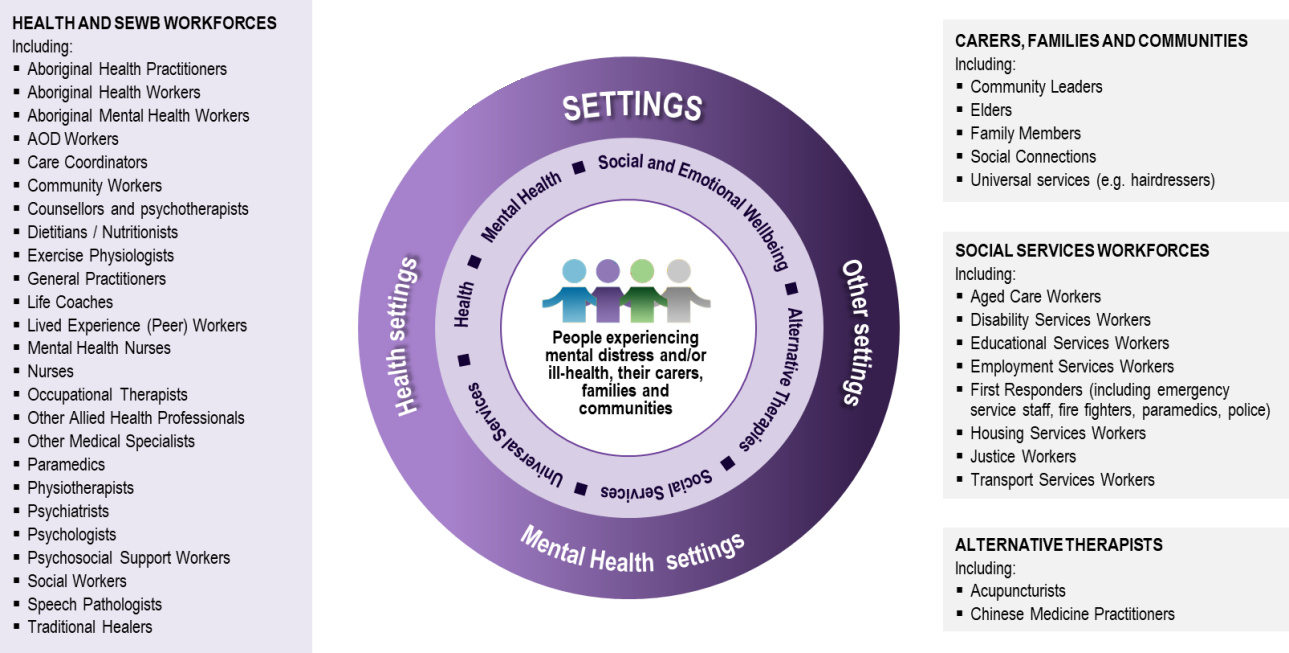 HEALTH AND SEWB WORKFORCES
Including:
▪ Aboriginal Health Practitioners
▪ Aboriginal Health Workers
▪ Aboriginal Mental Health Workers
▪ AOD Workers
▪ Care Coordinators
▪ Community Workers
▪ Counsellors and psychotherapists
▪ Dietitians / Nutritionists
▪ Exercise Physiologists
▪ General Practitioners
▪ Life Coaches
▪ Lived Experience (Peer) Workers
▪ Mental Health Nurses
▪ Nurses
▪ Occupational Therapists
▪ Other Allied Health Professionals
▪ Other Medical Specialists
▪ Paramedics
▪ Physiotherapists
▪ Psychiatrists
▪ Psychologists
▪ Psychosocial Support Workers
▪ Social Workers
▪ Speech Pathologists
▪ Traditional Healers
SETTINGS
Health settings
Other settings
Mental Health settings
Health ■ Mental Health ■ Social and Emotional Wellbeing ■ Alternative Therapies ■ Social Services ■ Universal Services ■
People experiencing
mental distress and/or
ill-health, their carers,
families and
communities
CARERS, FAMILIES AND COMMUNITIES
Including:
▪ Community Leaders
▪ Elders
▪ Family Members
▪ Social Connections
▪ Universal services (e.g. hairdressers)
SOCIAL SERVICES WORKFORCES
Including:
▪ Aged Care Workers
▪ Disability Services Workers
▪ Educational Services Workers
▪ Employment Services Workers
▪ First Responders (including emergency
service staff, fire fighters, paramedics, police)
▪ Housing Services Workers
▪ Justice Workers
▪ Transport Services Workers
ALTERNATIVE THERAPISTS
Including:
▪ Acupuncturists
▪ Chinese Medicine Practitioners